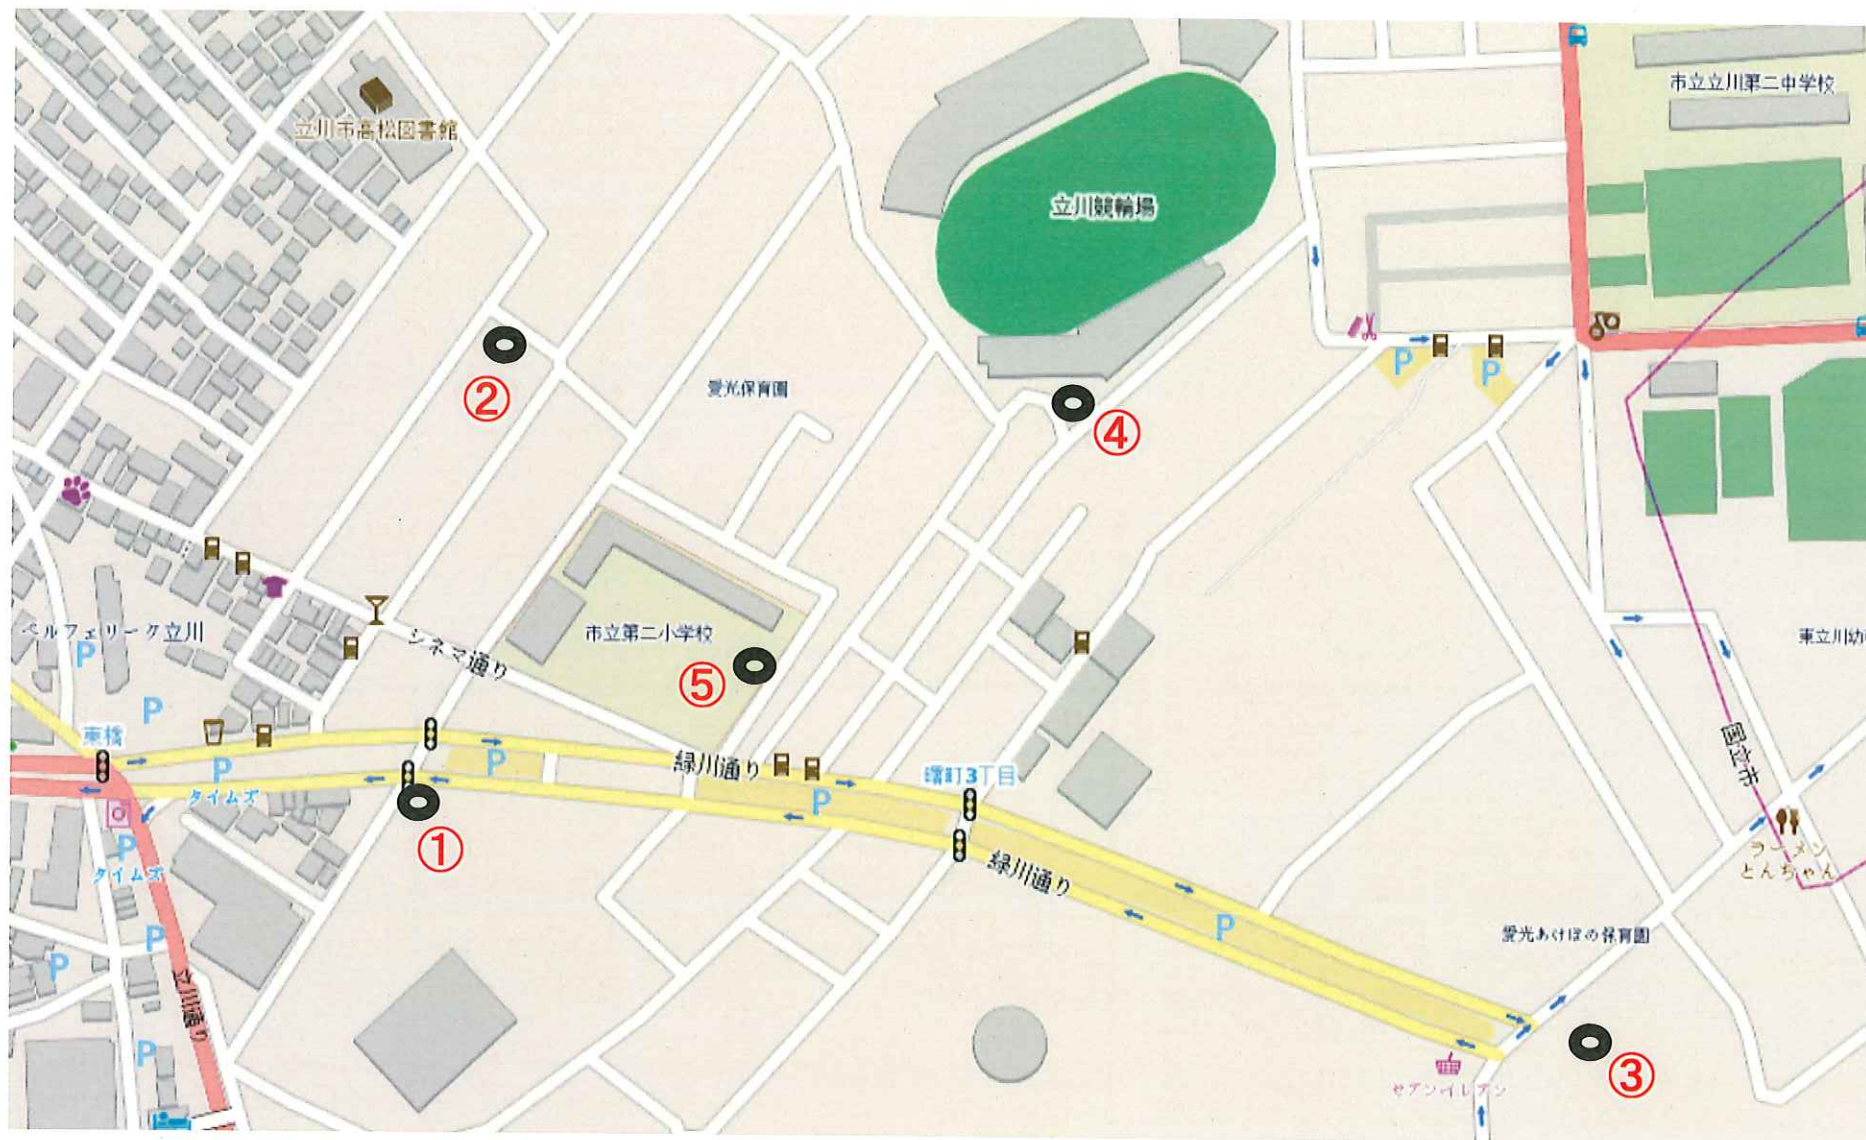 市立立川第二中学校
立川市高松図書館
立川競輪場
P
P
②
愛光保育園
④
ベルフェリーク立川
P
シネマ通り
市立第二小学校
⑤
東立川幼
P
東橋
P
タイムズ
P
緑川通り
P
曙町3丁目
国立市
①
P
タイムズ
緑川通り
ラーメン
とんちゃん
P
P
P
愛光あけぼの保育園
立川通り
P
③
セブンイレブン